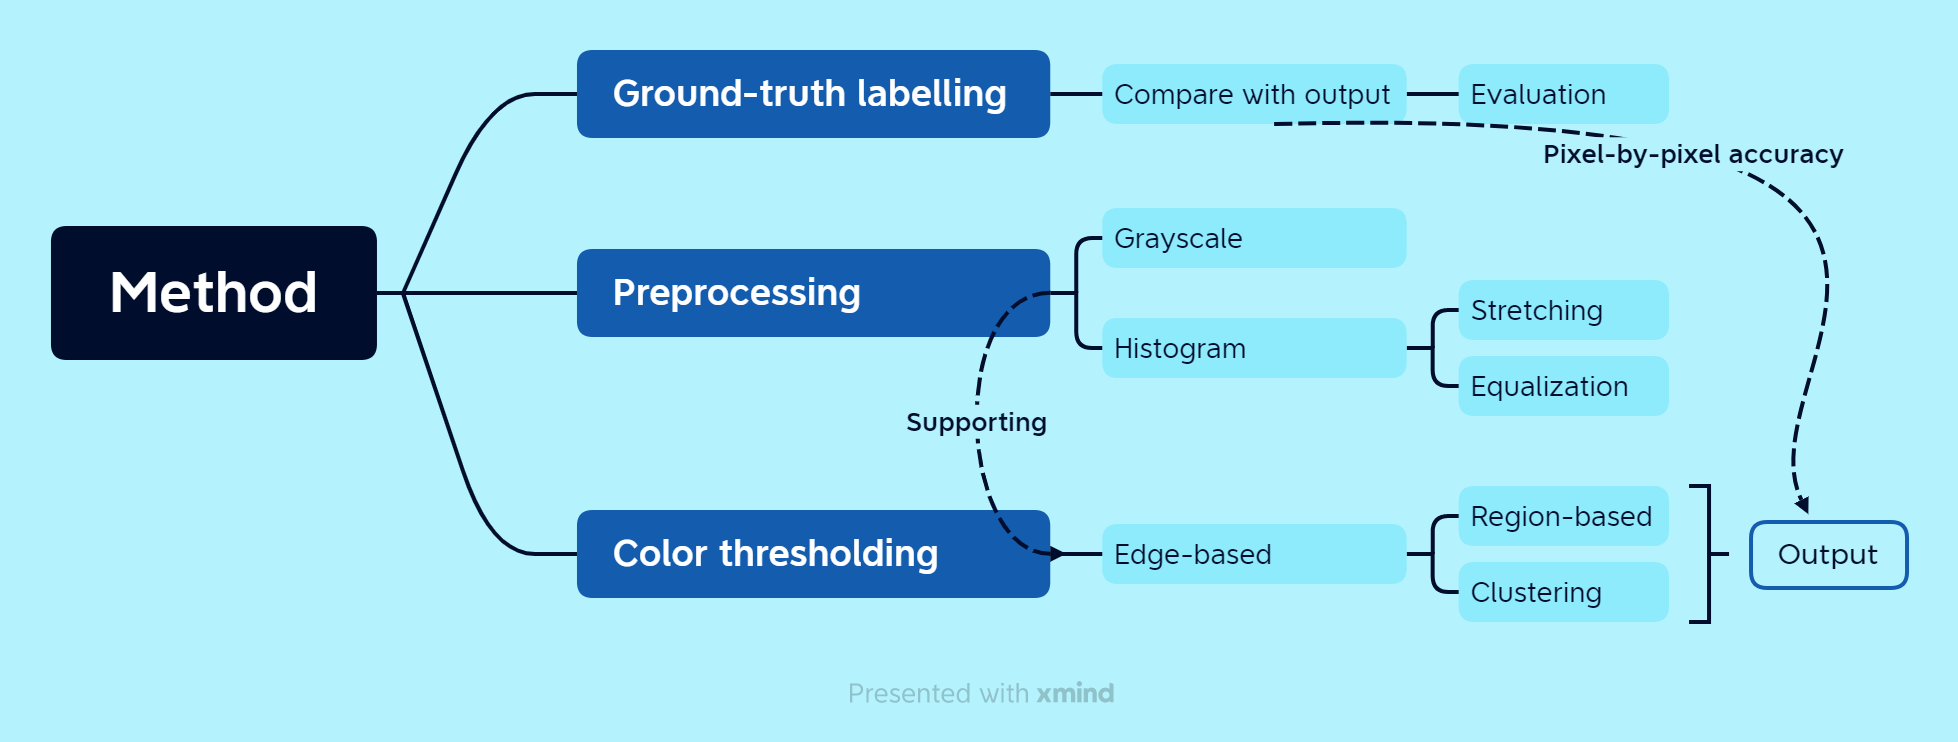 Method
Ground-truth labelling
Compare with output
Evaluation
Pixel-by-pixel accuracy
Preprocessing
Grayscale
Histogram
Stretching
Equalization
Supporting
Color thresholding
Edge-based
Region-based
Clustering
Output
Presented with xmind